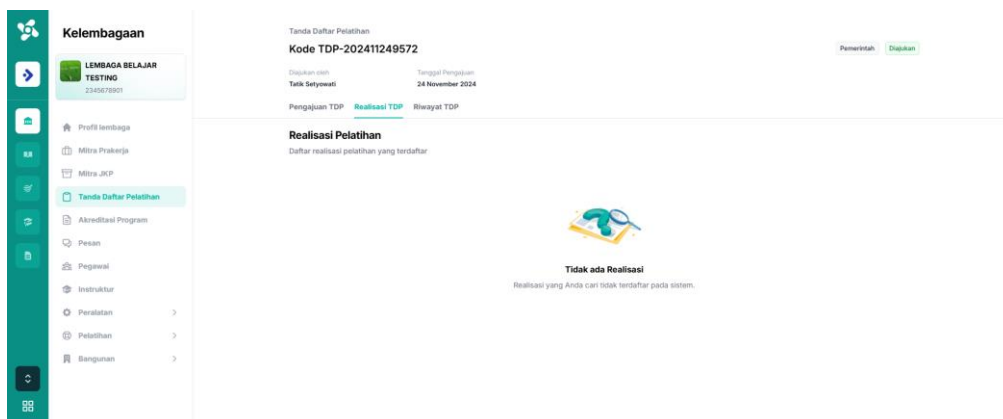 Kelembagaan
LEMBAGA BELAJAR
TESTING
2345678901
Profil lembaga
Mitra Prakerja
Mitra JKP
Tanda Daftar Pelatihan
Akreditasi Program
Pesan
Pegawai
Instruktur
Peralatan
Pelatihan
Bangunan
Tanda Daftar Pelatihan
Kode TDP-202411249572
Pemerintah Diajukan
Diajukan oleh Tanggal Pengajuan
Tatik Setyowati 24 November 2024
Pengajuan TDP Realisasi TDP Riwayat TDP
Realisasi Pelatihan
Daftar realisasi pelatihan yang terdaftar
Tidak ada Realisasi
Realisasi yang Anda cari tidak terdaftar pada sistem.